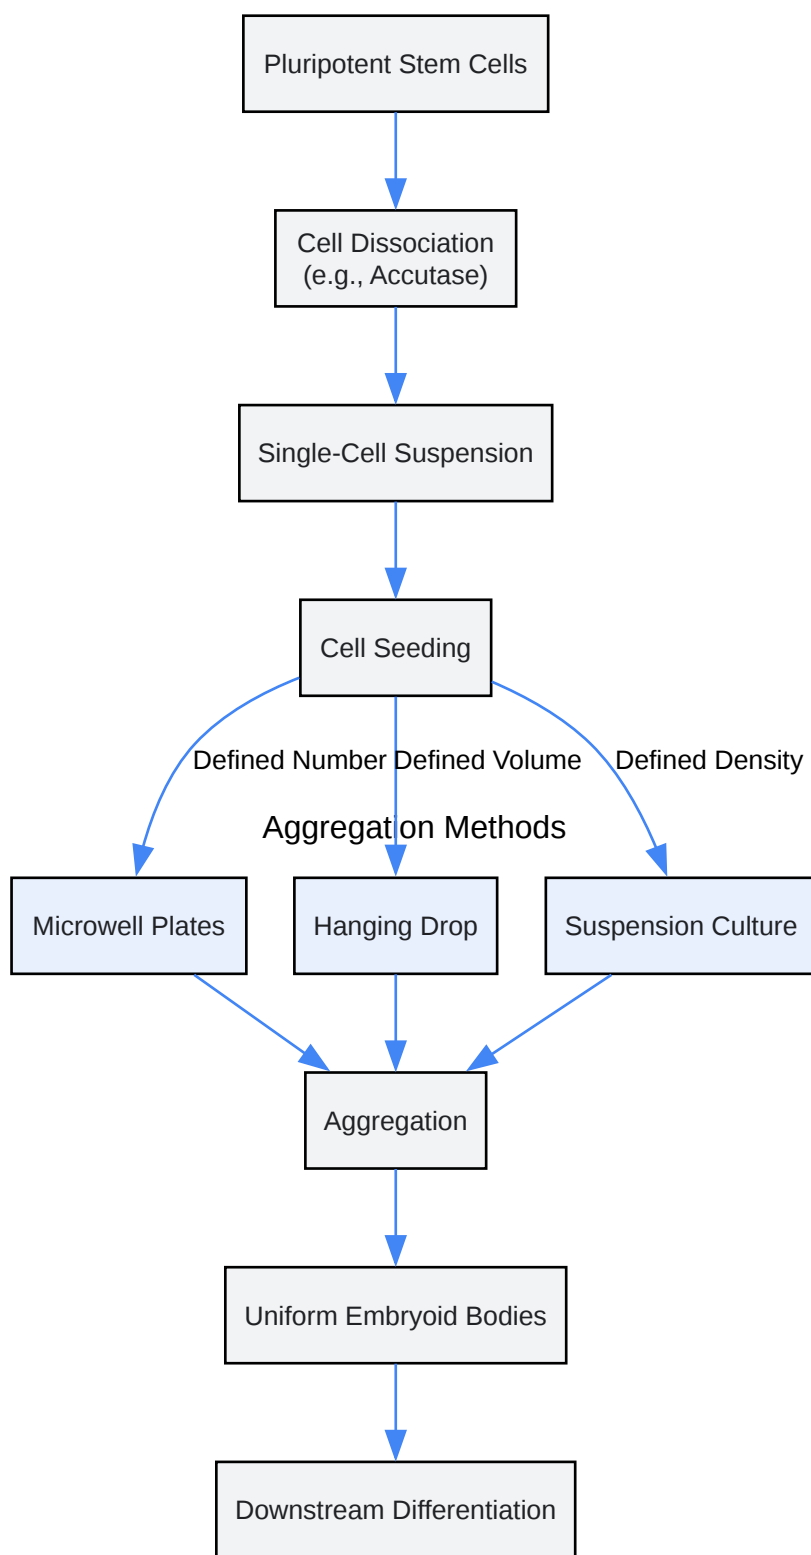 Pluripotent Stem Cells
Cell Dissociation
(e.g., Accutase)
Single-Cell Suspension
Cell Seeding
Defined Number
Defined Volume
Defined Density
Aggregation Methods
Microwell Plates
Hanging Drop
Suspension Culture
Aggregation
Uniform Embryoid Bodies
Downstream Differentiation